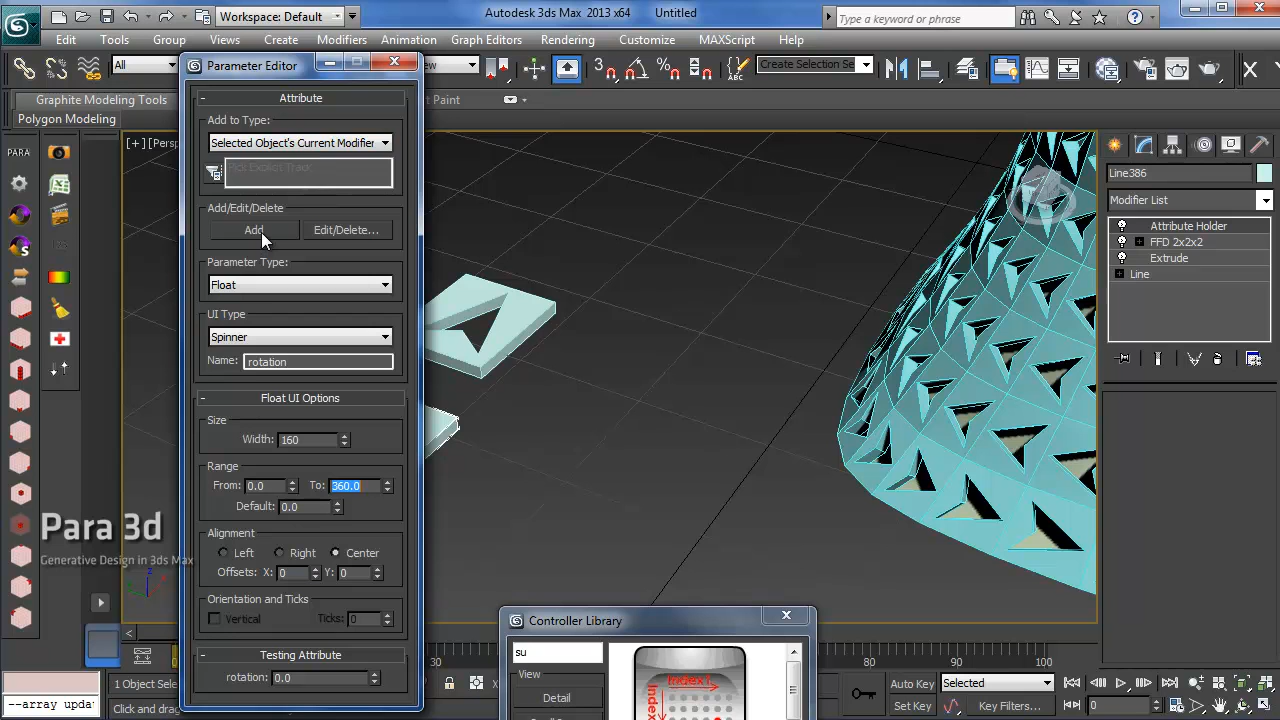 Workspace: Default
Autodesk 3ds Max 2013 x64
Untitled
Type a keyword or phrase
Edit
Tools
Group
Views
Create
Modifiers
Animation
Graph Editors
Rendering
Customize
MAXScript
Help
All
Create Selection Se
Graphite Modeling Tools
Polygon Modeling
PARA
Parameter Editor
Attribute
Add to Type:
Selected Object's Current Modifier
Pick Explicit Track
Add/Edit/Delete
Add
Edit/Delete...
Parameter Type:
Float
UI Type
Spinner
Name: rotation
Float UI Options
Size
Width: 160
Range
From: 0.0 To: 360.0
Default: 0.0
Alignment
Left Right Center
Offsets: X: 0 Y: 0
Orientation and Ticks
Vertical Ticks: 0
Testing Attribute
rotation: 0.0
Para 3d
Generative Design in 3ds Max
Line386
Modifier List
Attribute Holder
FFD 2x2x2
Extrude
Line
Controller Library
su
View
Detail
Index 1
30
80
90
100
1 Object Sele
Click and drag
array upda
Auto Key
Selected
Set Key
Key Filters...
0